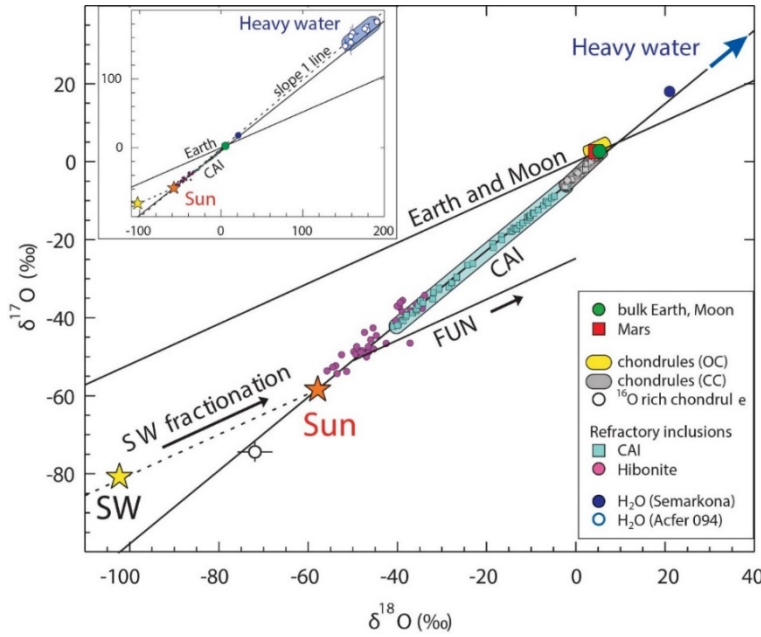 Heavy water
slope 1 line
100
0
Earth
CAI
Sun
-100
0
100
200
Heavy water
20
0
-20
-40
-60
-80
δ17O (‰)
Earth and Moon
CAI
FUN
SW fractionation
Sun
SW
bulk Earth, Moon
Mars
chondrules (OC)
chondrules (CC)
16O rich chondrul e
Refractory inclusions
CAI
Hibonite
H2O (Semarkona)
H2O (Acfer 094)
-100
-80
-60
-40
-20
0
20
40
δ18O (‰)